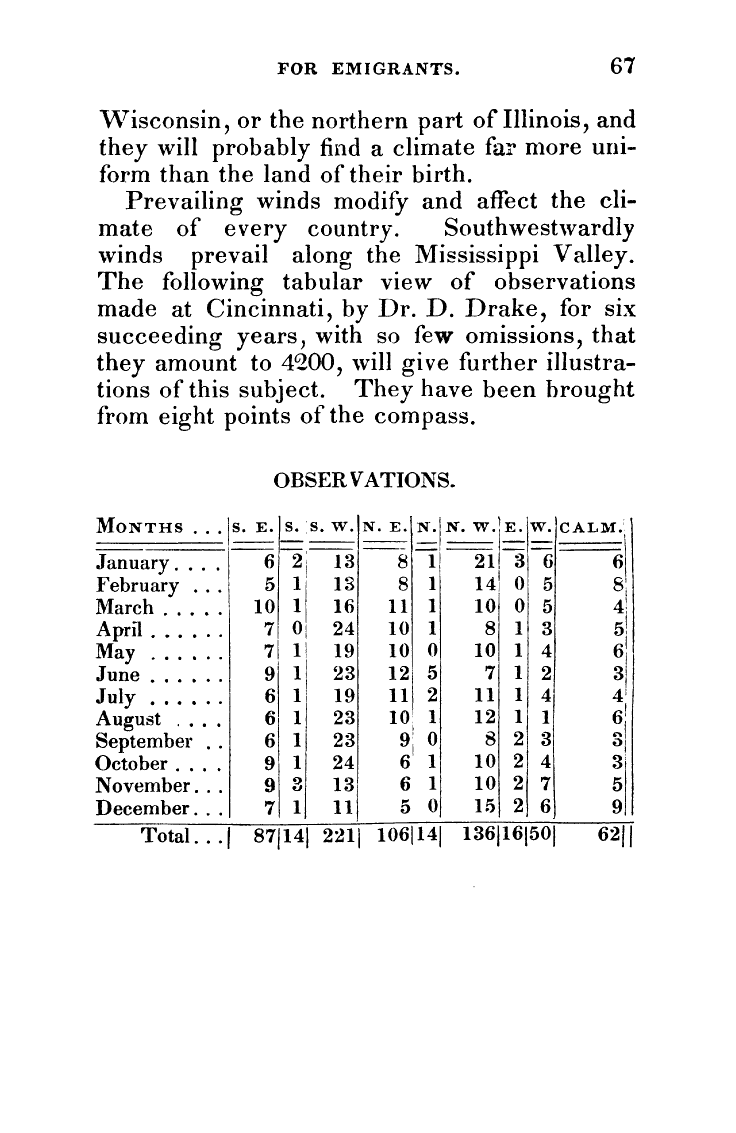 FOR EMIGRANTS. 67
Wisconsin, or the northern part of Illinois, and
they will probably find a climate far more uni-
form than the land of their birth.
Prevailing winds modify and affect the cli-
mate of every country. Southwestwardly
winds prevail along the Mississippi Valley.
The following tabular view of observations
made at Cincinnati, by Dr. D. Drake, for six
succeeding years, with so few omissions, that
they amount to 4200, will give further illustra-
tions of this subject. They have been brought
from eight points of the compass.
OBSERVATIONS.
MONTHS ... S. E. S. S. W. N. E. N. N. W. E. W. CALM.
January.... 6 2 13 8 1 21 3 6 6
February ... 5 1 13 8 1 14 0 5 8
March ..... 10 1 16 11 1 10 0 5 4
April ...... 7 0 24 10 1 8 1 3 5
May ...... 7 1 19 10 0 10 1 4 6
June ...... 9 1 23 12 5 7 1 2 3
July ...... 6 1 19 11 2 11 1 4 4
August .... 6 1 23 10 1 12 1 1 6
September .. 6 1 23 9 0 8 2 3 3
October .... 9 1 24 6 1 10 2 4 3
November... 9 3 13 6 1 10 2 7 5
December... 7 1 11 5 0 15 2 6 9
Total... 87 14 221 106 14 136 16 50 62